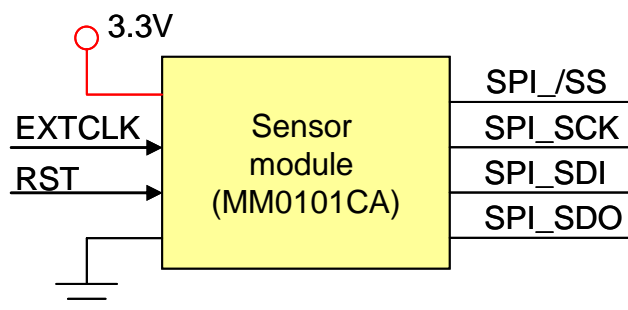 3.3V
EXTCLK
RST
Sensor
module
(MM0101CA)
SPI_/SS
SPI_SCK
SPI_SDI
SPI_SDO